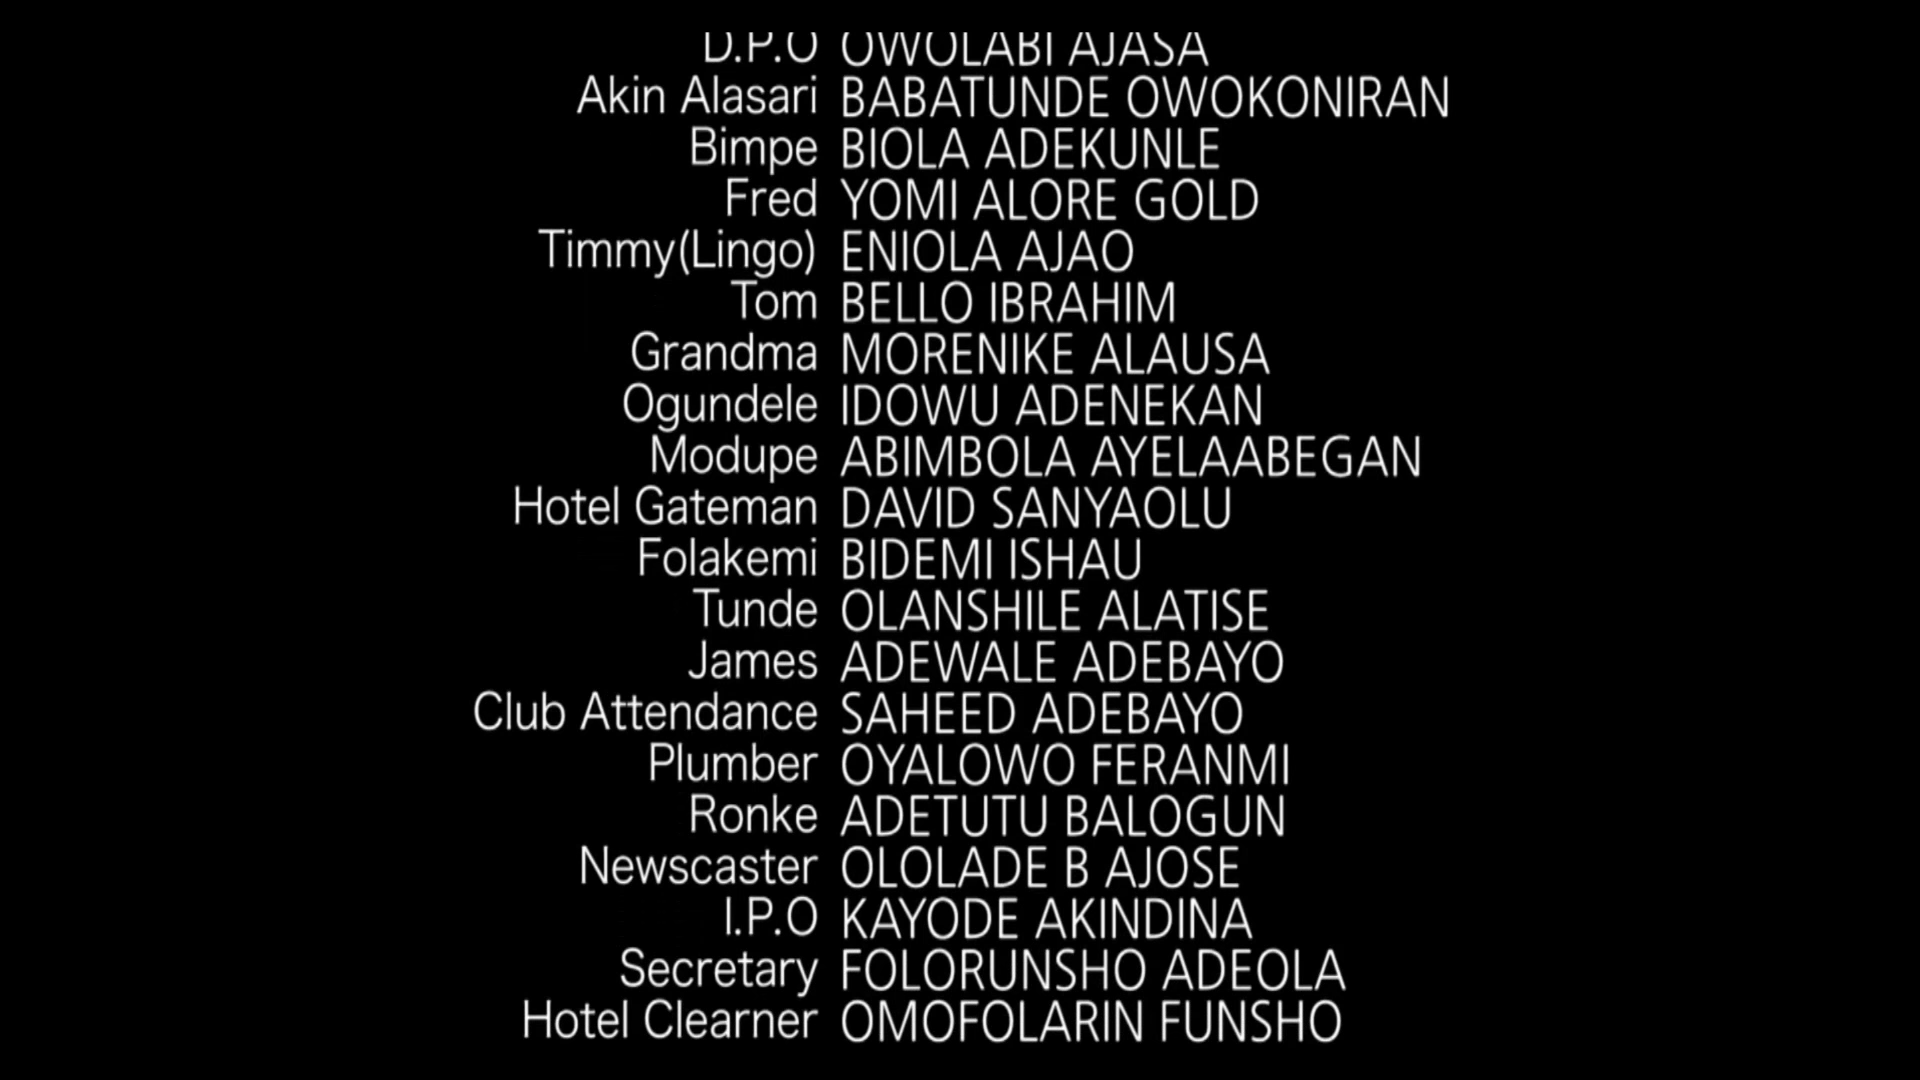 D.P.O OWOLABI AJASA
Akin Alasari BABATUNDE OWOKONIRAN
Bimpe BIOLA ADEKUNLE
Fred YOMI ALORE GOLD
Timmy(Lingo) ENIOLA AJAO
Tom BELLO IBRAHIM
Grandma MORENIKE ALAUSA
Ogundele IDOWU ADENEKAN
Modupe ABIMBOLA AYELAABEGAN
Hotel Gateman DAVID SANYAOLU
Folakemi BIDEMI ISHAU
Tunde OLANSHILE ALATISE
James ADEWALE ADEBAYO
Club Attendance SAHEED ADEBAYO
Plumber OYALOWO FERANMI
Ronke ADETUTU BALOGUN
Newscaster OLOLADE B AJOSE
I.P.O KAYODE AKINDINA
Secretary FOLORUNSHO ADEOLA
Hotel Clearner OMOFOLARIN FUNSHO